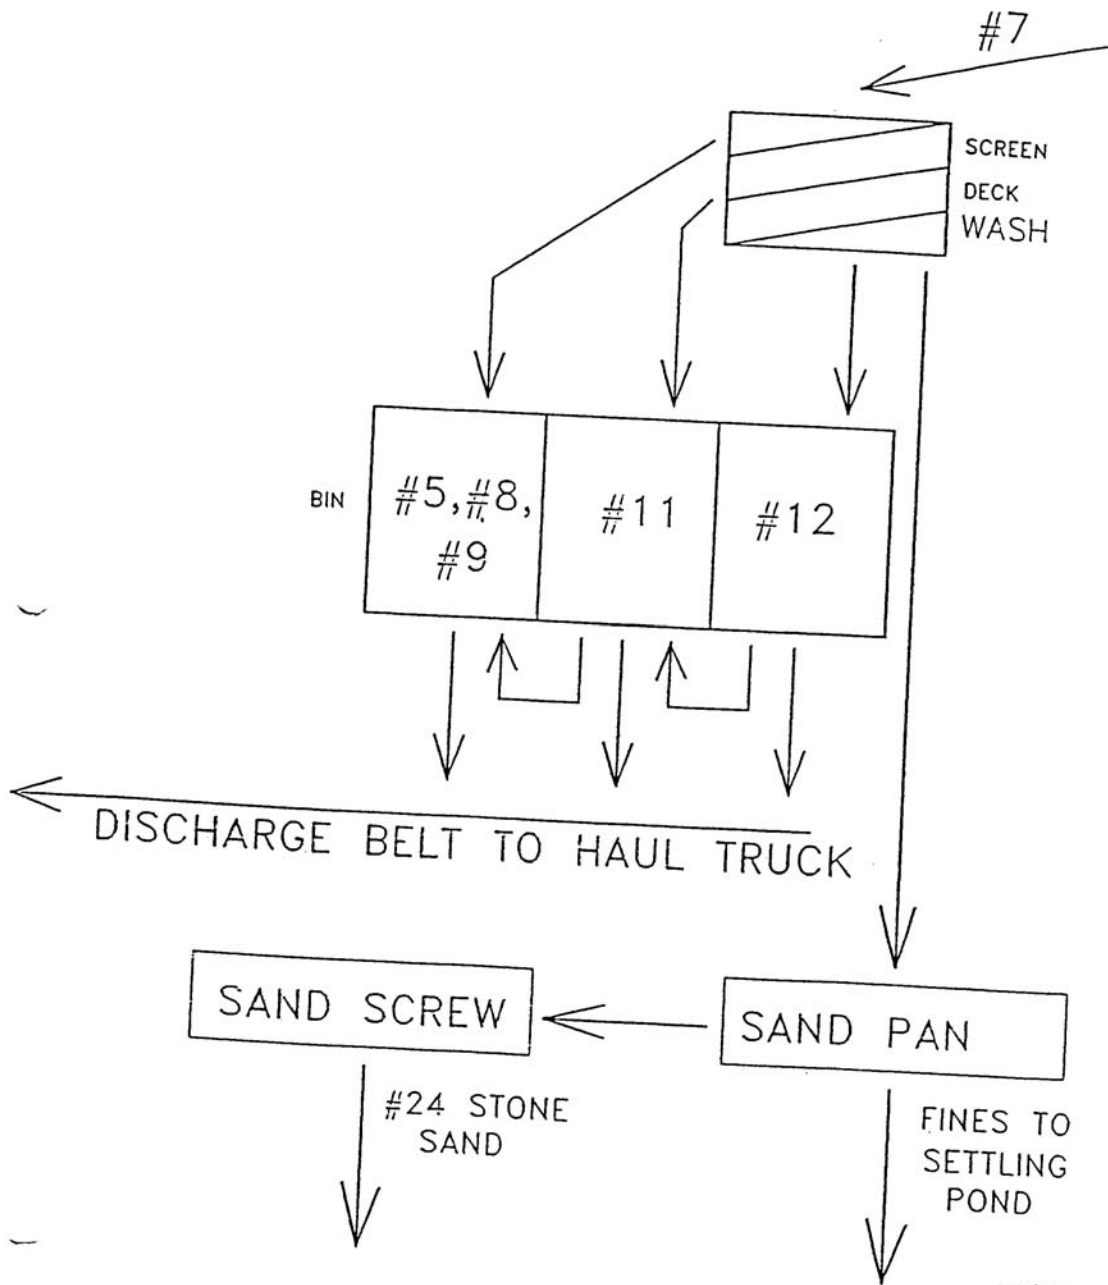 #7
SCREEN
DECK
WASH
BIN
#5,#8,
#9
#11
#12
DISCHARGE BELT TO HAUL TRUCK
SAND SCREW
SAND PAN
#24 STONE
SAND
FINES TO
SETTLING
POND